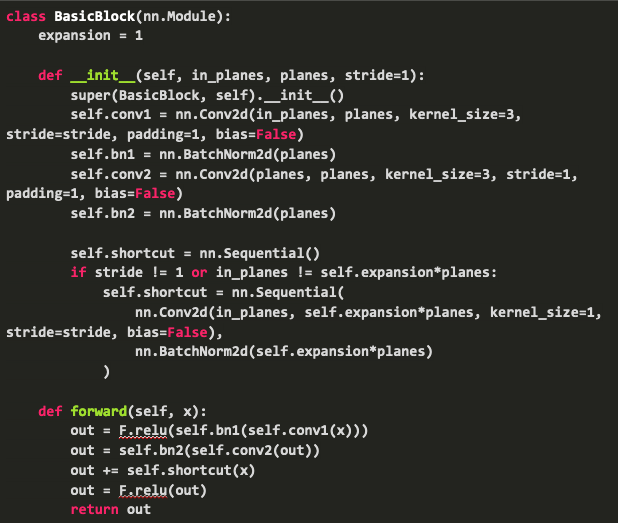 class BasicBlock(nn.Module):
    expansion = 1

    def __init__(self, in_planes, planes, stride=1):
        super(BasicBlock, self).__init__()
        self.conv1 = nn.Conv2d(in_planes, planes, kernel_size=3,
stride=stride, padding=1, bias=False)
        self.bn1 = nn.BatchNorm2d(planes)
        self.conv2 = nn.Conv2d(planes, planes, kernel_size=3, stride=1,
padding=1, bias=False)
        self.bn2 = nn.BatchNorm2d(planes)

        self.shortcut = nn.Sequential()
        if stride != 1 or in_planes != self.expansion*planes:
            self.shortcut = nn.Sequential(
                nn.Conv2d(in_planes, self.expansion*planes, kernel_size=1,
stride=stride, bias=False),
                nn.BatchNorm2d(self.expansion*planes)
            )

    def forward(self, x):
        out = F.relu(self.bn1(self.conv1(x)))
        out = self.bn2(self.conv2(out))
        out += self.shortcut(x)
        out = F.relu(out)
        return out